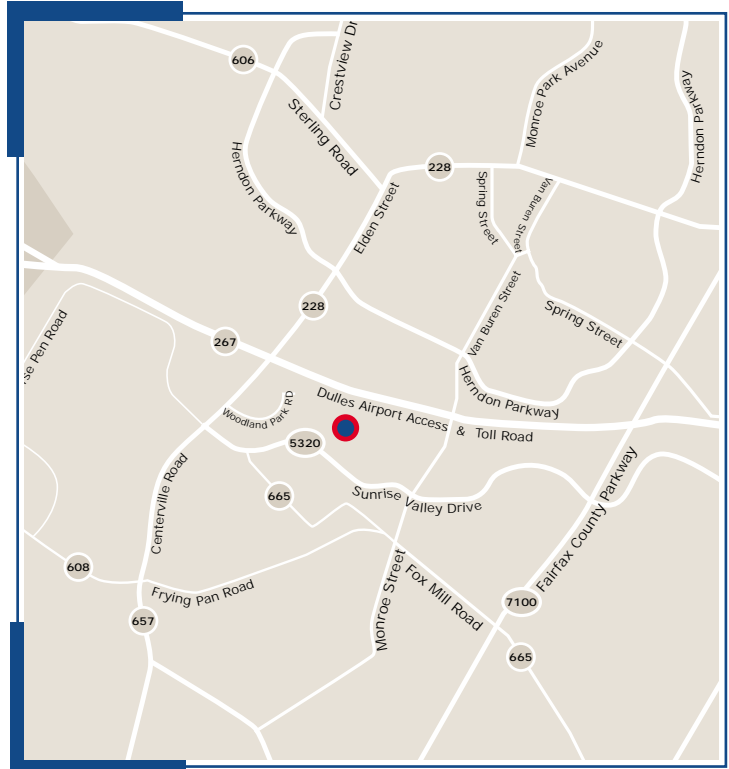 Crestview Dr
Monroe Park Avenue
606
Herndon Parkway
Sterling Road
228
Herndon Parkway
Spring Street
Van Buren Street
Elden Street
Van Buren Street
228
Spring Street
267
se Pen Road
Herndon Parkway
Woodland Park RD
Dulles Airport Access & Toll Road
5320
Centerville Road
665
Sunrise Valley Drive
Fairfax County Parkway
608
Frying Pan Road
Monroe Street
Fox Mill Road
7100
657
665